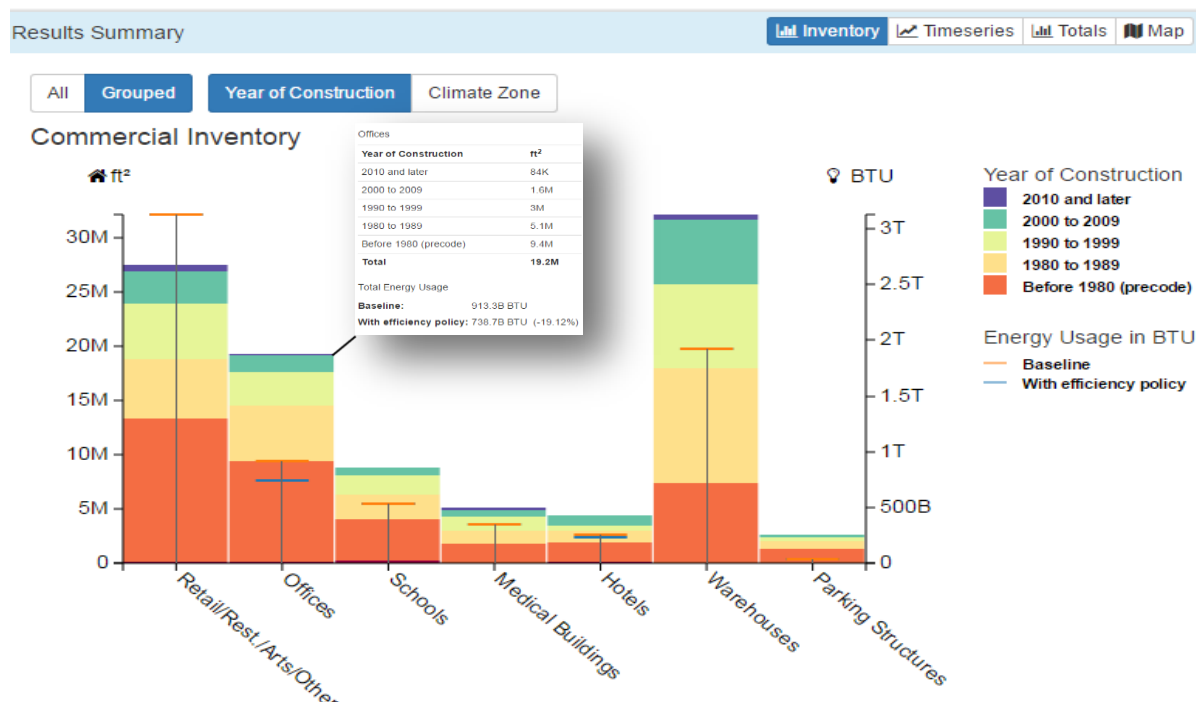 Results Summary
Inventory Timeseries Totals Map
All Grouped Year of Construction Climate Zone
Commercial Inventory
ft²
BTU
Offices
Year of Construction ft²
2010 and later 84K
2000 to 2009 1.6M
1990 to 1999 3M
1980 to 1989 5.1M
Before 1980 (precode) 9.4M
Total 19.2M
Total Energy Usage
Baseline: 913.3B BTU
With efficiency policy: 738.7B BTU (-19.12%)
30M
25M
20M
15M
10M
5M
0
3T
2.5T
2T
1.5T
1T
500B
0
Retail/Rest./Arts/Other
Offices
Schools
Medical Buildings
Hotels
Warehouses
Parking Structures
Year of Construction
2010 and later
2000 to 2009
1990 to 1999
1980 to 1989
Before 1980 (precode)
Energy Usage in BTU
Baseline
With efficiency policy